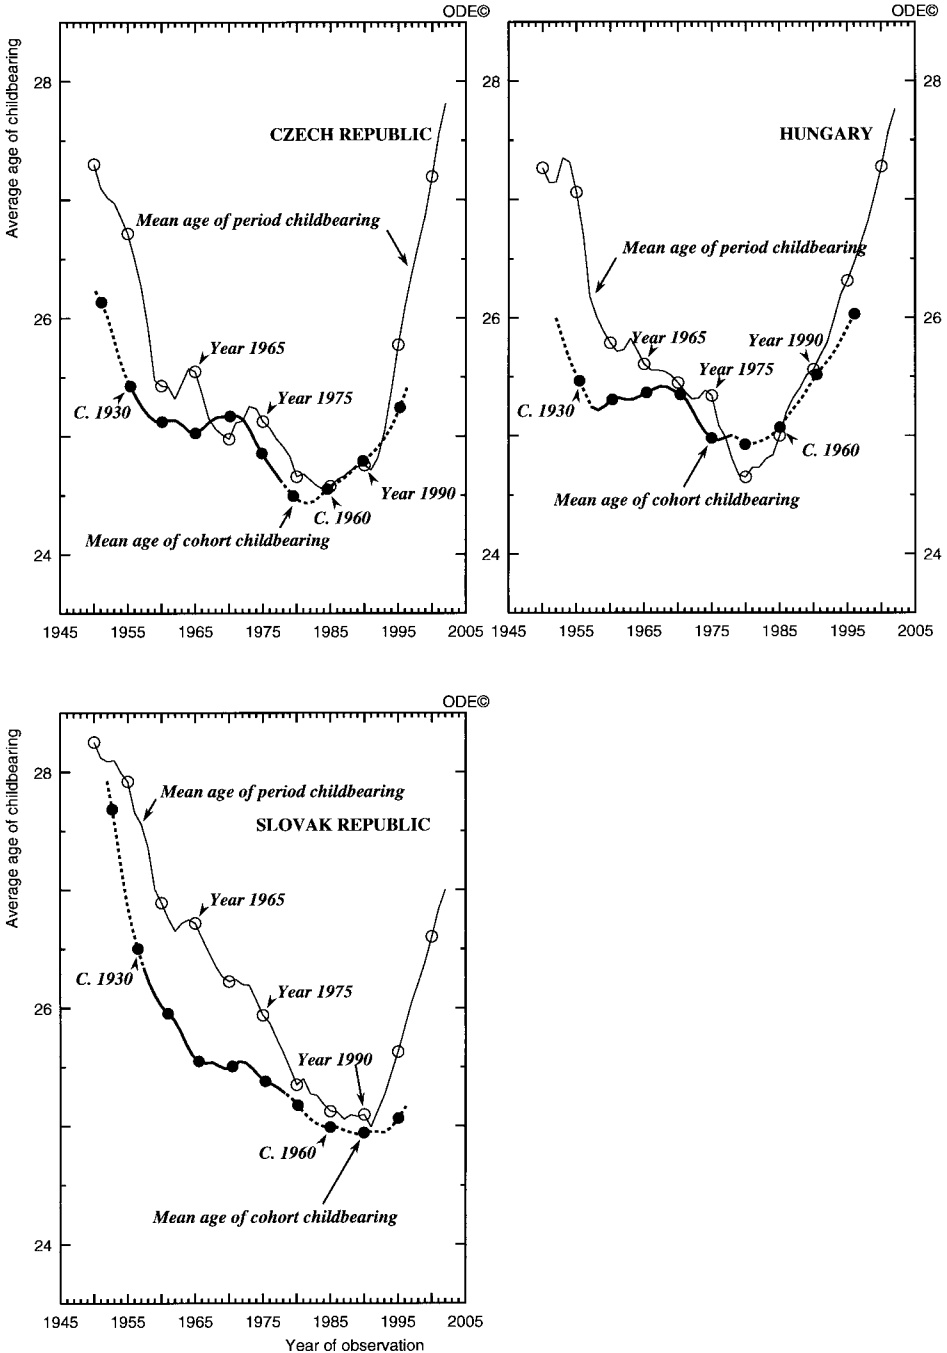 ODE©
ODE©
Average age of childbearing
28
26
24
CZECH REPUBLIC
Mean age of period childbearing
Year 1965
Year 1975
C. 1930
Year 1990
C. 1960
Mean age of cohort childbearing
1945 1955 1965 1975 1985 1995 2005
HUNGARY
28
26
24
Mean age of period childbearing
Year 1965
Year 1990
Year 1975
C. 1930
C. 1960
Mean age of cohort childbearing
1945 1955 1965 1975 1985 1995 2005
ODE©
Average age of childbearing
28
26
24
Mean age of period childbearing
SLOVAK REPUBLIC
Year 1965
C. 1930
Year 1975
Year 1990
C. 1960
Mean age of cohort childbearing
1945 1955 1965 1975 1985 1995 2005
Year of observation